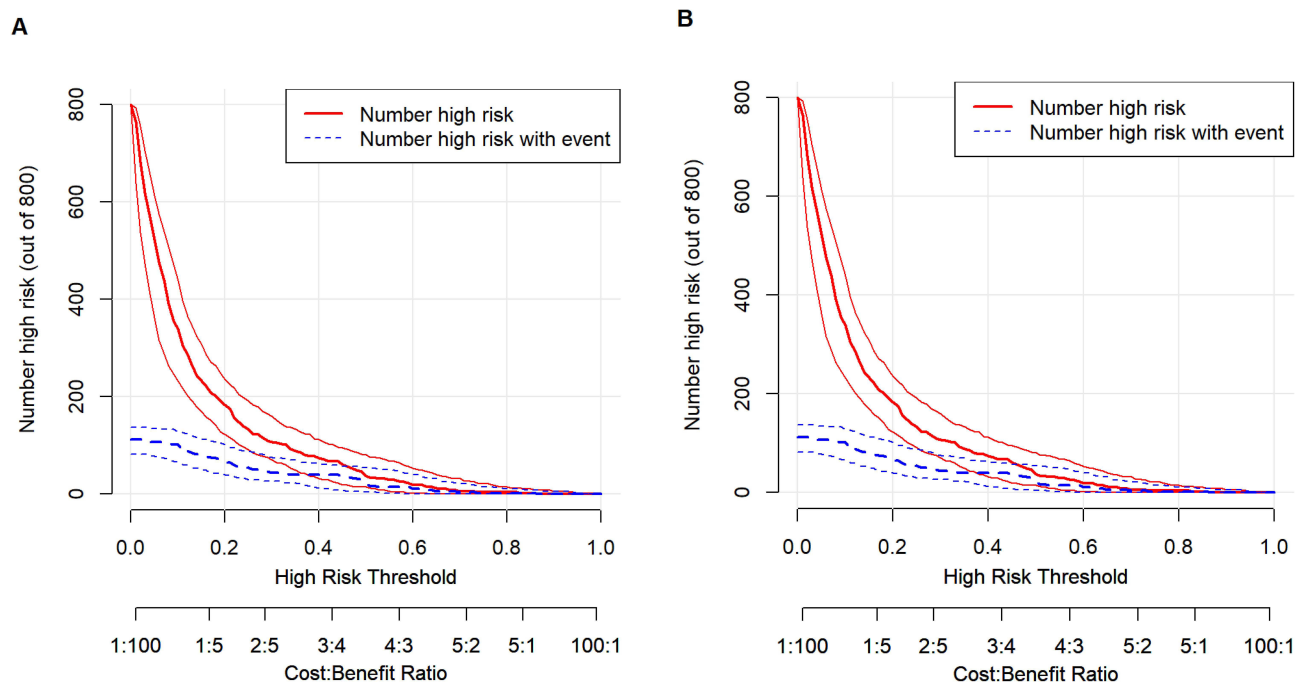 A
Number high risk
Number high risk with event
Number high risk (out of 800)
800
600
400
200
0
0.0 0.2 0.4 0.6 0.8 1.0
High Risk Threshold
1:100 1:5 2:5 3:4 4:3 5:2 5:1 100:1
Cost:Benefit Ratio
B
Number high risk
Number high risk with event
Number high risk (out of 800)
800
600
400
200
0
0.0 0.2 0.4 0.6 0.8 1.0
High Risk Threshold
1:100 1:5 2:5 3:4 4:3 5:2 5:1 100:1
Cost:Benefit Ratio